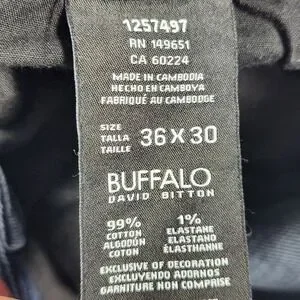 1257497
RN 149651
CA 60224
MADE IN CAMBODIA
HECHO EN CAMBOYA
FABRIQUÉ AU CAMBODGE
SIZE
TALLA 36 X 30
TAILLE
BUFFALO
DAVID BITTON
99% 1%
COTTON ELASTANE
ALGODÓN ELASTANO
COTON ÉLASTHANNE
EXCLUSIVE OF DECORATION
EXCLUYENDO ADORNOS
GARNITURE NON COMPRISE